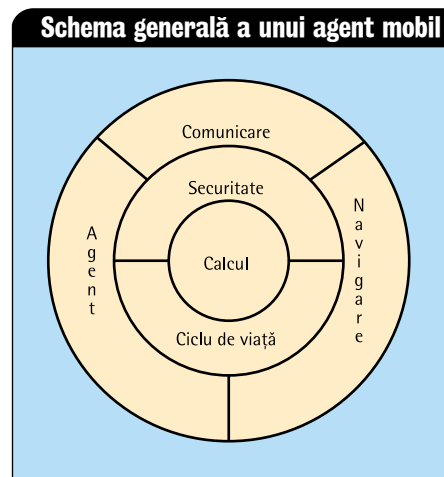 Schema generală a unui agent mobil
Comunicare
Securitate
Agent
Navigare
Calcul
Ciclu de viață